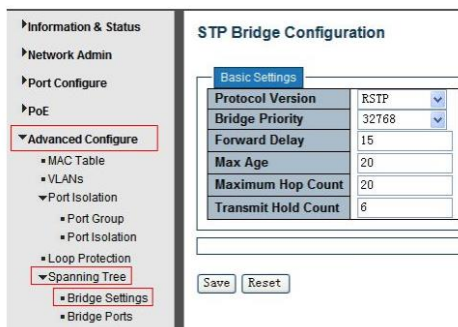 Information & Status
Network Admin
Port Configure
PoE
Advanced Configure
MAC Table
VLANs
Port Isolation
Port Group
Port Isolation
Loop Protection
Spanning Tree
Bridge Settings
Bridge Ports
STP Bridge Configuration
Basic Settings
Protocol Version RSTP
Bridge Priority 32768
Forward Delay 15
Max Age 20
Maximum Hop Count 20
Transmit Hold Count 6
Save Reset